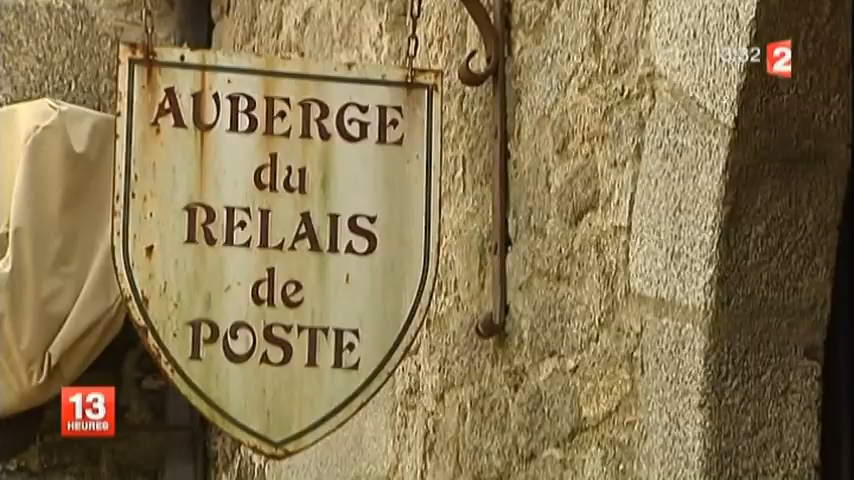 AUBERGE
du
RELAIS
de
POSTE
2
13
HEURES